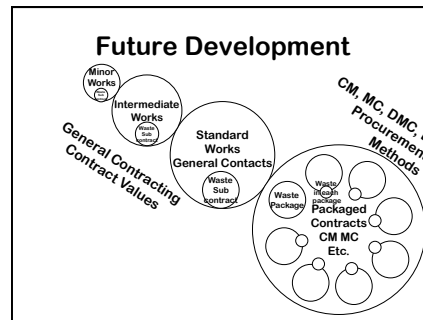 Future Development
Minor
Works
Intermediate
Works
Waste
Sub
contract
Standard
Works
General Contacts
Waste
Sub
contract
General Contracting
Contract Values
CM, MC, DMC,
Procuremen
Methods
Waste
Package
Waste
in each
package
Packaged
Contracts
CM MC
Etc.